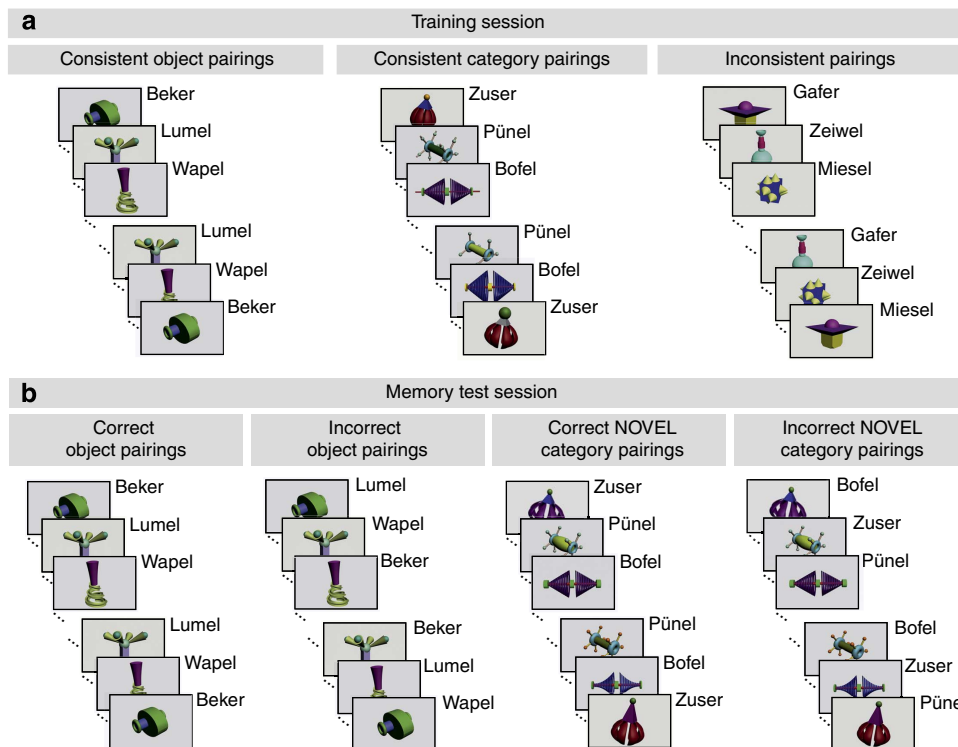 a
Training session
Consistent object pairings
Consistent category pairings
Inconsistent pairings
Beker
Lumel
Wapel
Lumel
Wapel
Beker
Zuser
Pünel
Bofel
Pünel
Bofel
Zuser
Gafer
Zeiwel
Miesel
Gafer
Zeiwel
Miesel
b
Memory test session
Correct
object pairings
Incorrect
object pairings
Correct NOVEL
category pairings
Incorrect NOVEL
category pairings
Beker
Lumel
Wapel
Lumel
Wapel
Beker
Lumel
Wapel
Beker
Beker
Lumel
Wapel
Zuser
Pünel
Bofel
Pünel
Bofel
Zuser
Bofel
Zuser
Pünel
Bofel
Zuser
Püne